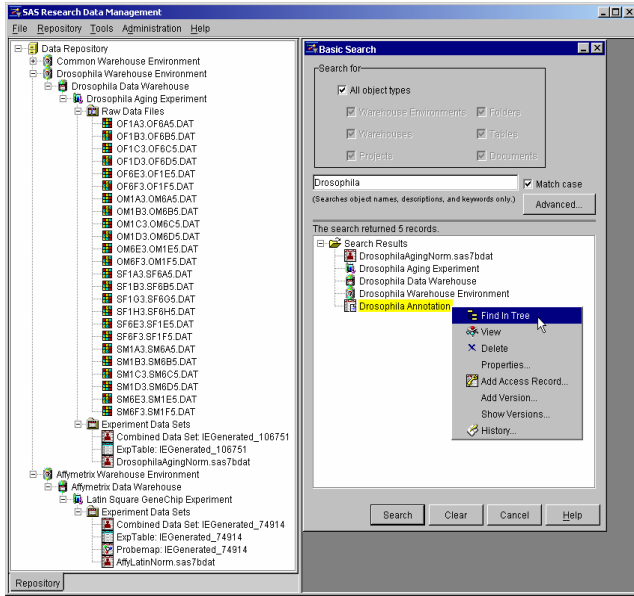 SAS Research Data Management
File Repository Tools Administration Help
Data Repository
Common Warehouse Environment
Drosophila Warehouse Environment
Drosophila Data Warehouse
Drosophila Aging Experiment
Raw Data Files
OF1A3.OF6A5.DAT
OF1B3.OF6B5.DAT
OF1C3.OF6C5.DAT
OF1D3.OF6D5.DAT
OF6E3.OF1E5.DAT
OF6F3.OF1F5.DAT
OM1A3.OM6A5.DAT
OM1B3.OM6B5.DAT
OM1C3.OM6C5.DAT
OM1D3.OM6D5.DAT
OM6E3.OM1E5.DAT
OM6F3.OM1F5.DAT
SF1A3.SF6A5.DAT
SF1B3.SF6B5.DAT
SF1G3.SF6G5.DAT
SF1H3.SF6H5.DAT
SF6E3.SF1E5.DAT
SF6F3.SF1F5.DAT
SM1A3.SM6A5.DAT
SM1B3.SM6B5.DAT
SM1C3.SM6C5.DAT
SM1D3.SM6D5.DAT
SM6E3.SM1E5.DAT
SM6F3.SM1F5.DAT
Experiment Data Sets
Combined Data Set: IEGenerated_106751
ExpTable: IEGenerated_106751
DrosophilaAgingNorm.sas7bdat
Affymetrix Warehouse Environment
Affymetrix Data Warehouse
Latin Square GeneChip Experiment
Experiment Data Sets
Combined Data Set: IEGenerated_74914
ExpTable: IEGenerated_74914
Probemap: IEGenerated_74914
AffyLatinNorm.sas7bdat
Repository
Basic Search
Search for
All object types
Warehouse Environments Folders
Warehouses Tables
Projects Documents
Drosophila Match case
(Searches object names, descriptions, and keywords only.) Advanced...
The search returned 5 records.
Search Results
DrosophilaAgingNorm.sas7bdat
Drosophila Aging Experiment
Drosophila Data Warehouse
Drosophila Warehouse Environment
Drosophila Annotation
Find In Tree
View
Delete
Properties...
Add Access Record...
Add Version...
Show Versions...
History...
Search Clear Cancel Help